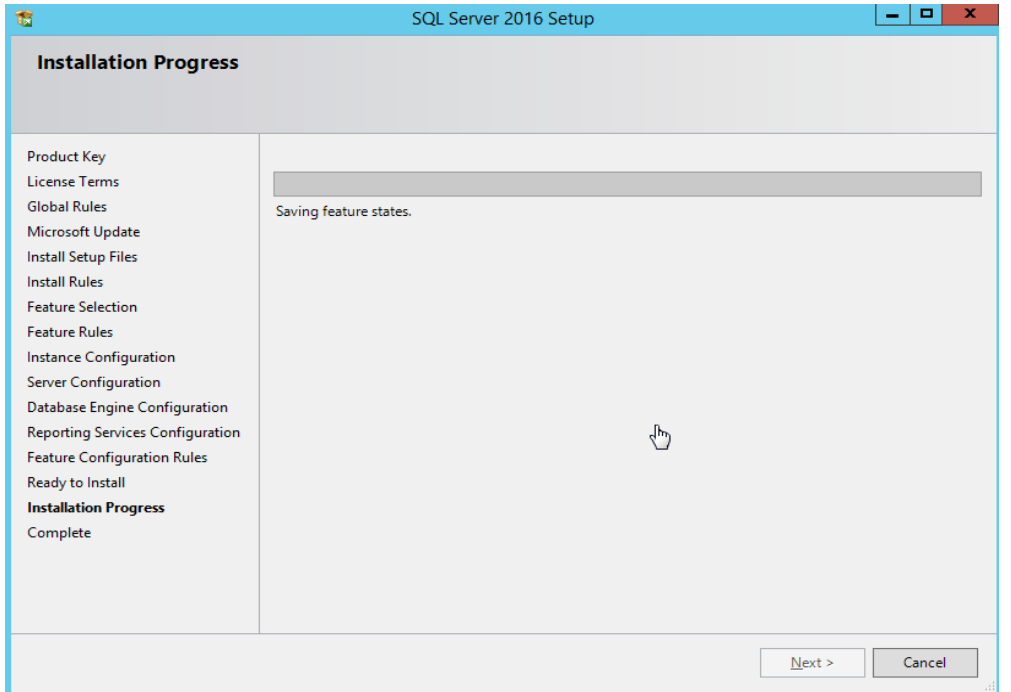 SQL Server 2016 Setup
Installation Progress
Product Key
License Terms
Global Rules
Microsoft Update
Install Setup Files
Install Rules
Feature Selection
Feature Rules
Instance Configuration
Server Configuration
Database Engine Configuration
Reporting Services Configuration
Feature Configuration Rules
Ready to Install
Installation Progress
Complete
Saving feature states.
Next >
Cancel